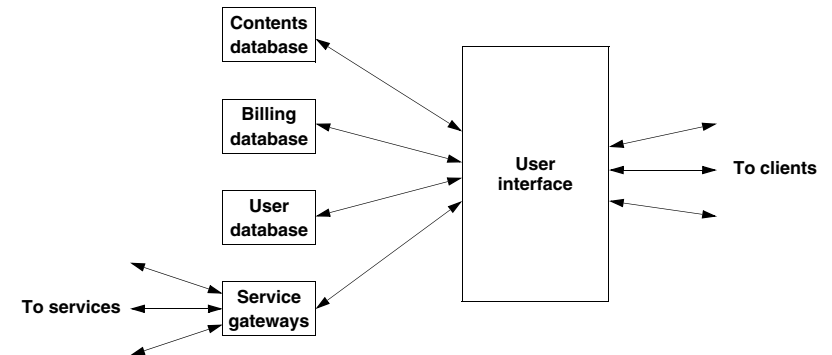 Contents
database
Billing
database
User
database
Service
gateways
To services
User
interface
To clients